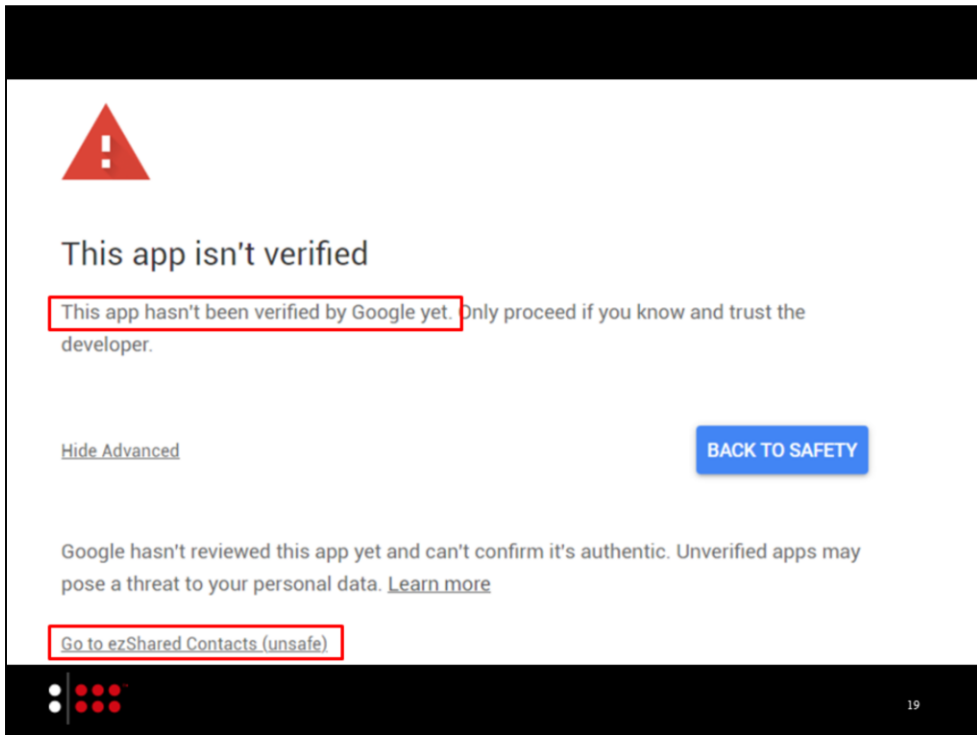 This app isn't verified
This app hasn't been verified by Google yet. Only proceed if you know and trust the
developer.
Hide Advanced
BACK TO SAFETY
Google hasn't reviewed this app yet and can't confirm it's authentic. Unverified apps may
pose a threat to your personal data. Learn more
Go to ezShared Contacts (unsafe)
19